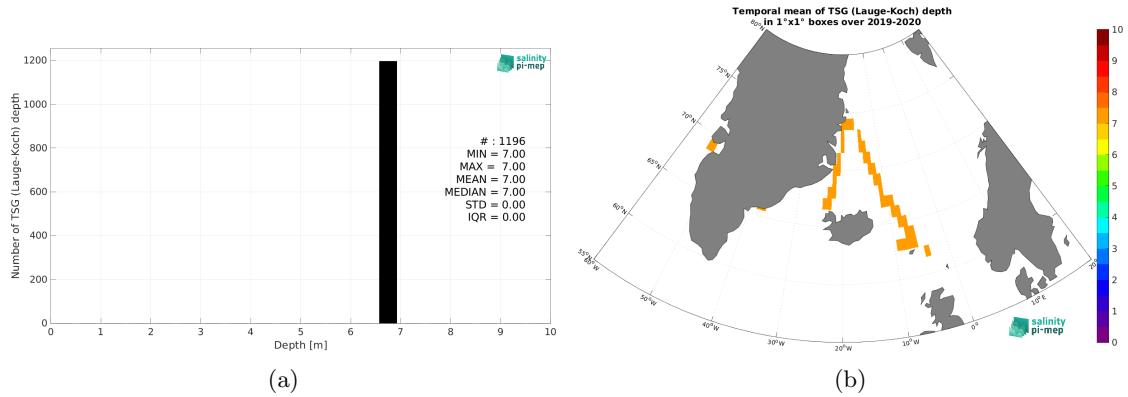 Number of TSG (Lauge-Koch) depth
1200
1000
800
600
400
200
0
0 1 2 3 4 5 6 7 8 9 10
Depth [m]
salinity
pi-mep
# : 1196
MIN = 7.00
MAX = 7.00
MEAN = 7.00
MEDIAN = 7.00
STD = 0.00
IQR = 0.00
(a)
Temporal mean of TSG (Lauge-Koch) depth
in 1°x1° boxes over 2019-2020
80°N
75°N
70°N
65°N
60°N
55°N
60°W
50°W
40°W
30°W
20°W
10°W
0°
10°E
salinity
pi-mep
10
9
8
7
6
5
4
3
2
1
0
(b)